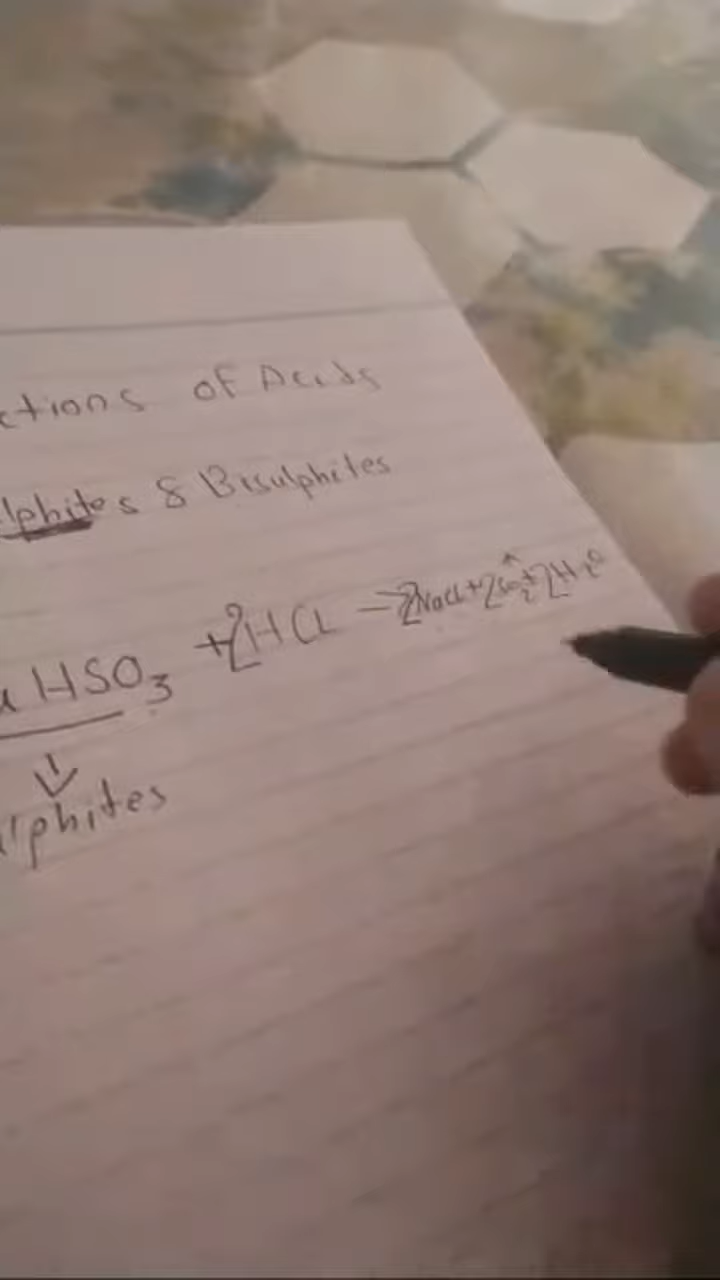 ctions of Acids
lphites & Bisulphites
HSO3 + 2HCl → 2NaCl + 2SO2↑ + 2H2O
↓
lphites